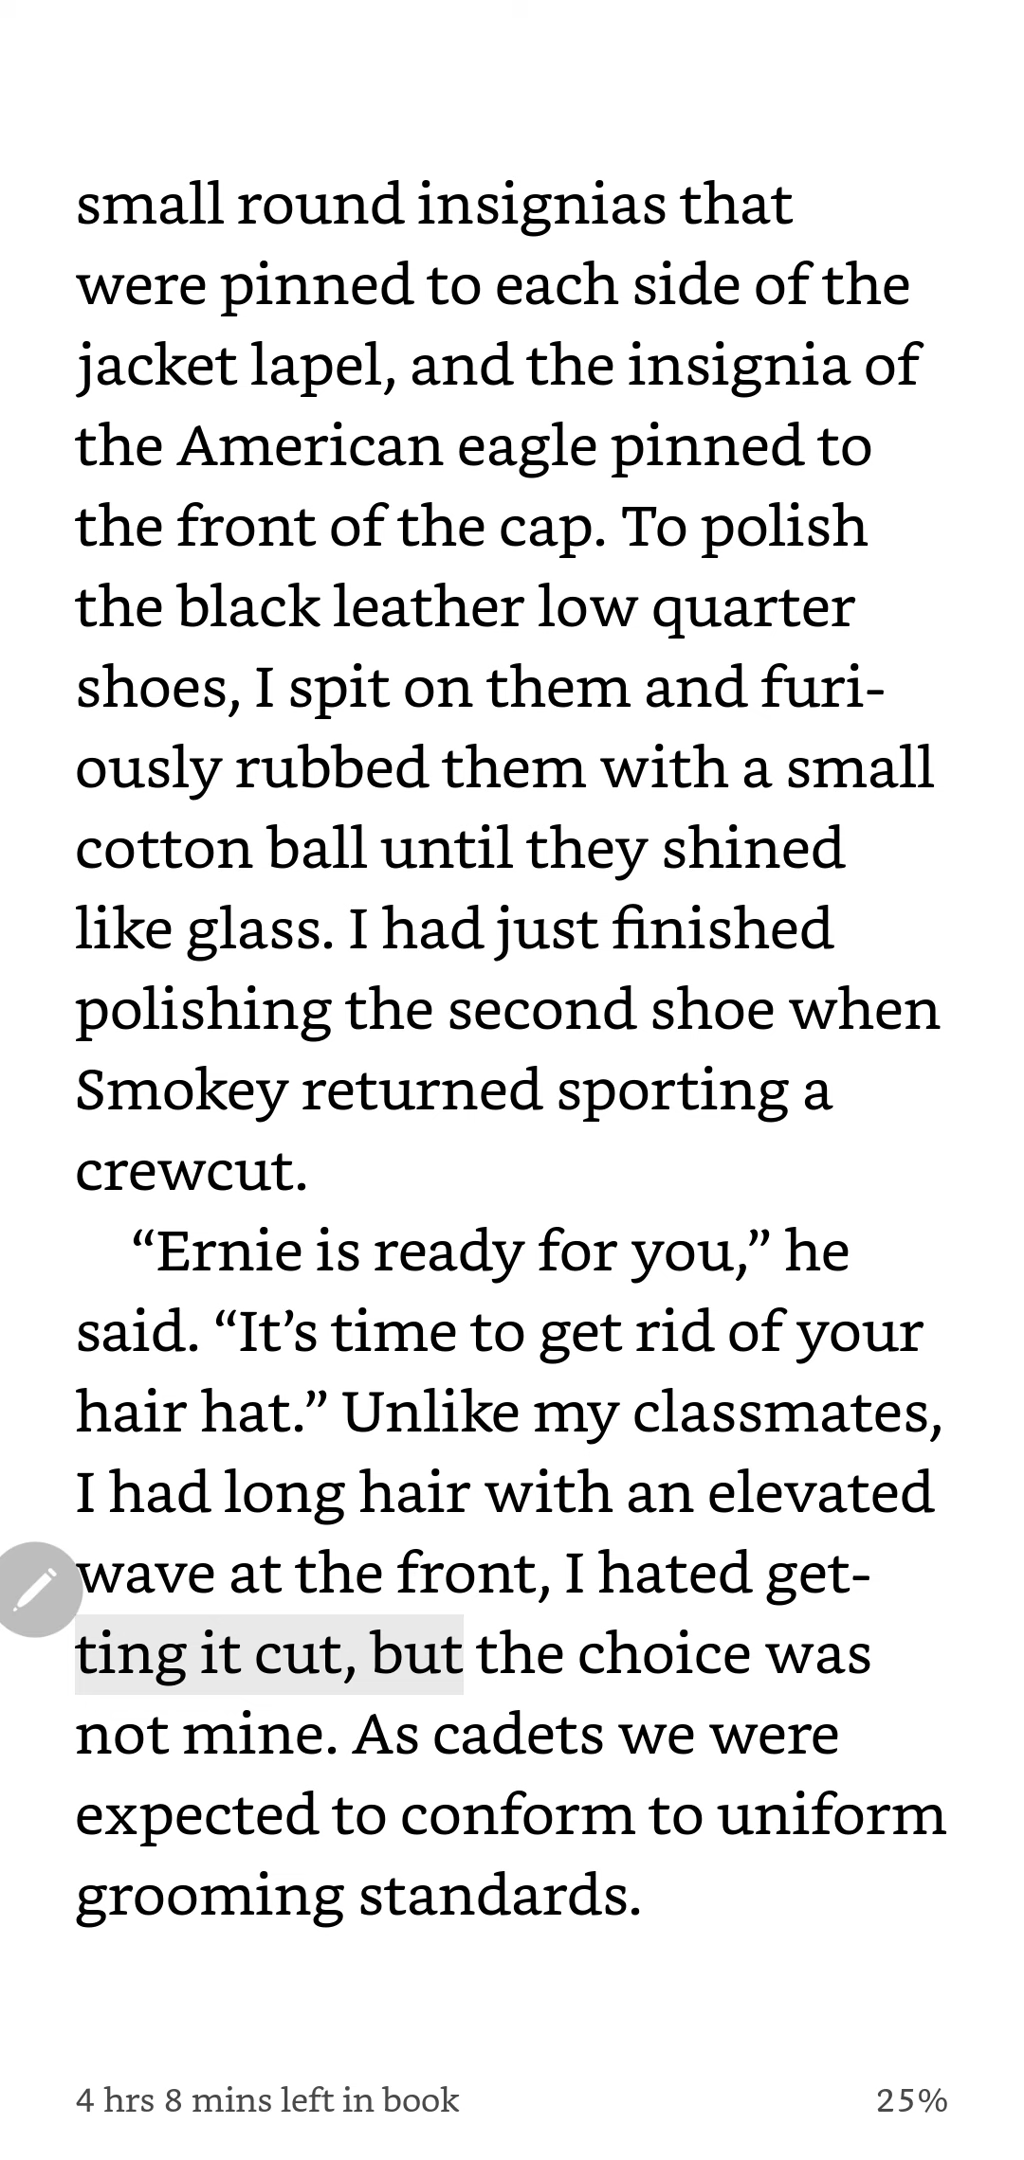 small round insignias that
were pinned to each side of the
jacket lapel, and the insignia of
the American eagle pinned to
the front of the cap. To polish
the black leather low quarter
shoes, I spit on them and furi-
ously rubbed them with a small
cotton ball until they shined
like glass. I had just finished
polishing the second shoe when
Smokey returned sporting a
crewcut.
“Ernie is ready for you,” he
said. “It’s time to get rid of your
hair hat.” Unlike my classmates,
I had long hair with an elevated
wave at the front, I hated get-
ting it cut, but the choice was
not mine. As cadets we were
expected to conform to uniform
grooming standards.
4 hrs 8 mins left in book 25%